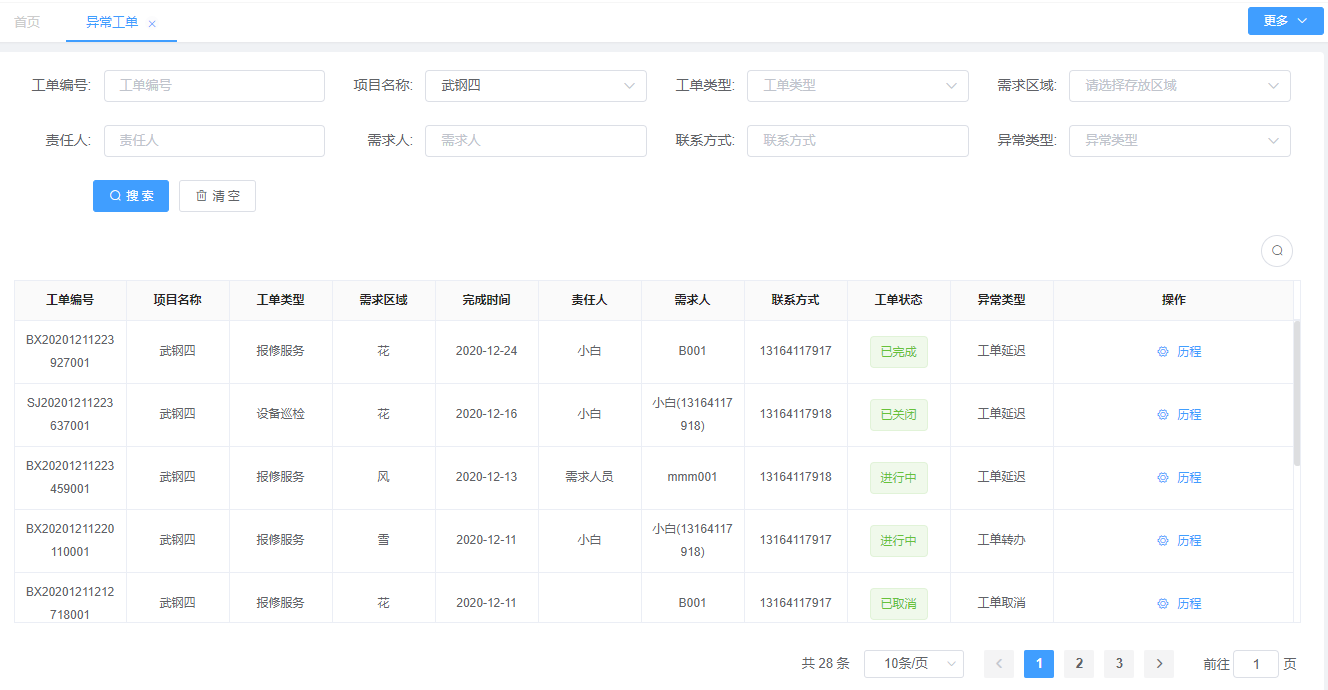 首页 异常工单 × 更多
工单编号: 工单编号 项目名称: 武钢四 工单类型: 工单类型 需求区域: 请选择存放区域
责任人: 责任人 需求人: 需求人 联系方式: 联系方式 异常类型: 异常类型
搜索 清空
工单编号 项目名称 工单类型 需求区域 完成时间 责任人 需求人 联系方式 工单状态 异常类型 操作
BX20201211223
927001 武钢四 报修服务 花 2020-12-24 小白 B001 13164117917 已完成 工单延迟 历程
SJ20201211223
637001 武钢四 设备巡检 花 2020-12-16 小白 小白(13164117
918) 13164117918 已关闭 工单延迟 历程
BX20201211223
459001 武钢四 报修服务 风 2020-12-13 需求人员 mmm001 13164117918 进行中 工单延迟 历程
BX20201211220
110001 武钢四 报修服务 雪 2020-12-11 小白 小白(13164117
918) 13164117917 进行中 工单转办 历程
BX20201211212
718001 武钢四 报修服务 花 2020-12-11 B001 13164117917 已取消 工单取消 历程
共 28 条 10条/页 1 2 3 前往 1 页